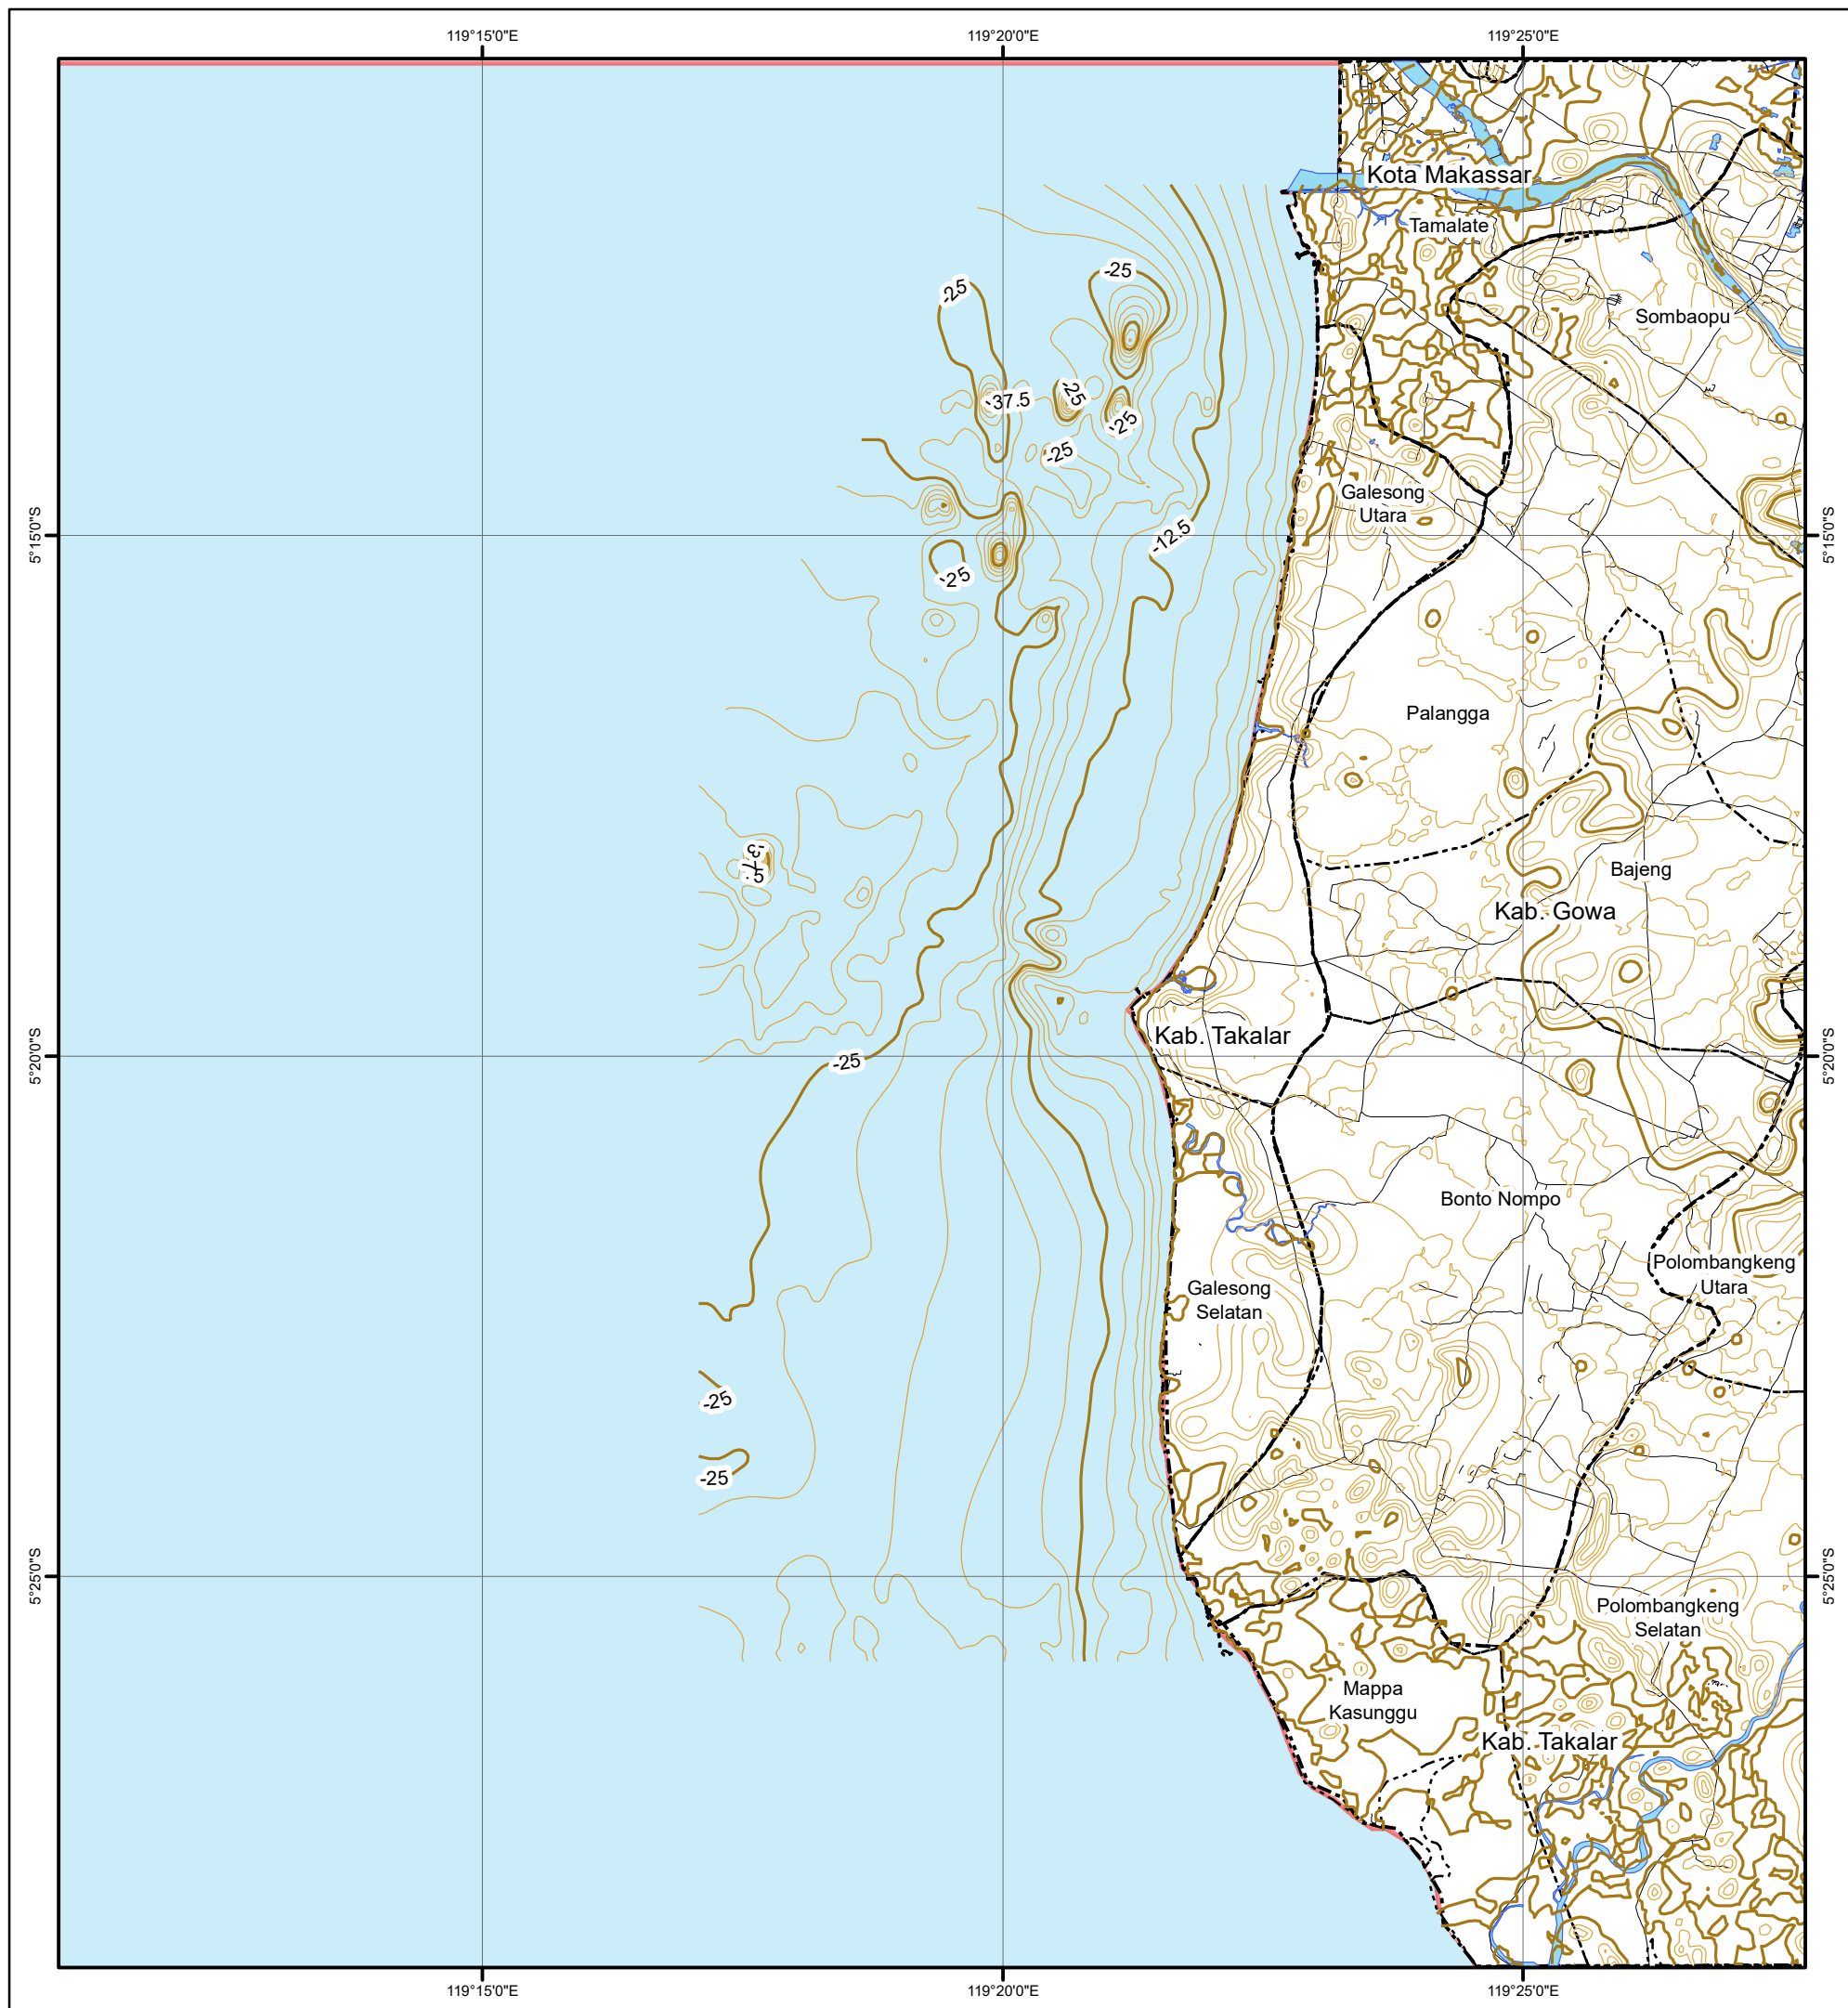 119°15'0"E
119°20'0"E
119°25'0"E
Kota Makassar
Tamalate
-25
-25
Sombaopu
-37.5
-25
-25
-25
Galesong
Utara
-12.5
5°15'0"S
5°15'0"S
-25
Palangga
-37.5
Bajeng
Kab. Gowa
Kab. Takalar
5°20'0"S
5°20'0"S
-25
Bonto Nompo
Polombangkeng
Utara
Galesong
Selatan
-25
-25
5°25'0"S
5°25'0"S
Polombangkeng
Selatan
Mappa
Kasunggu
Kab. Takalar
119°15'0"E
119°20'0"E
119°25'0"E